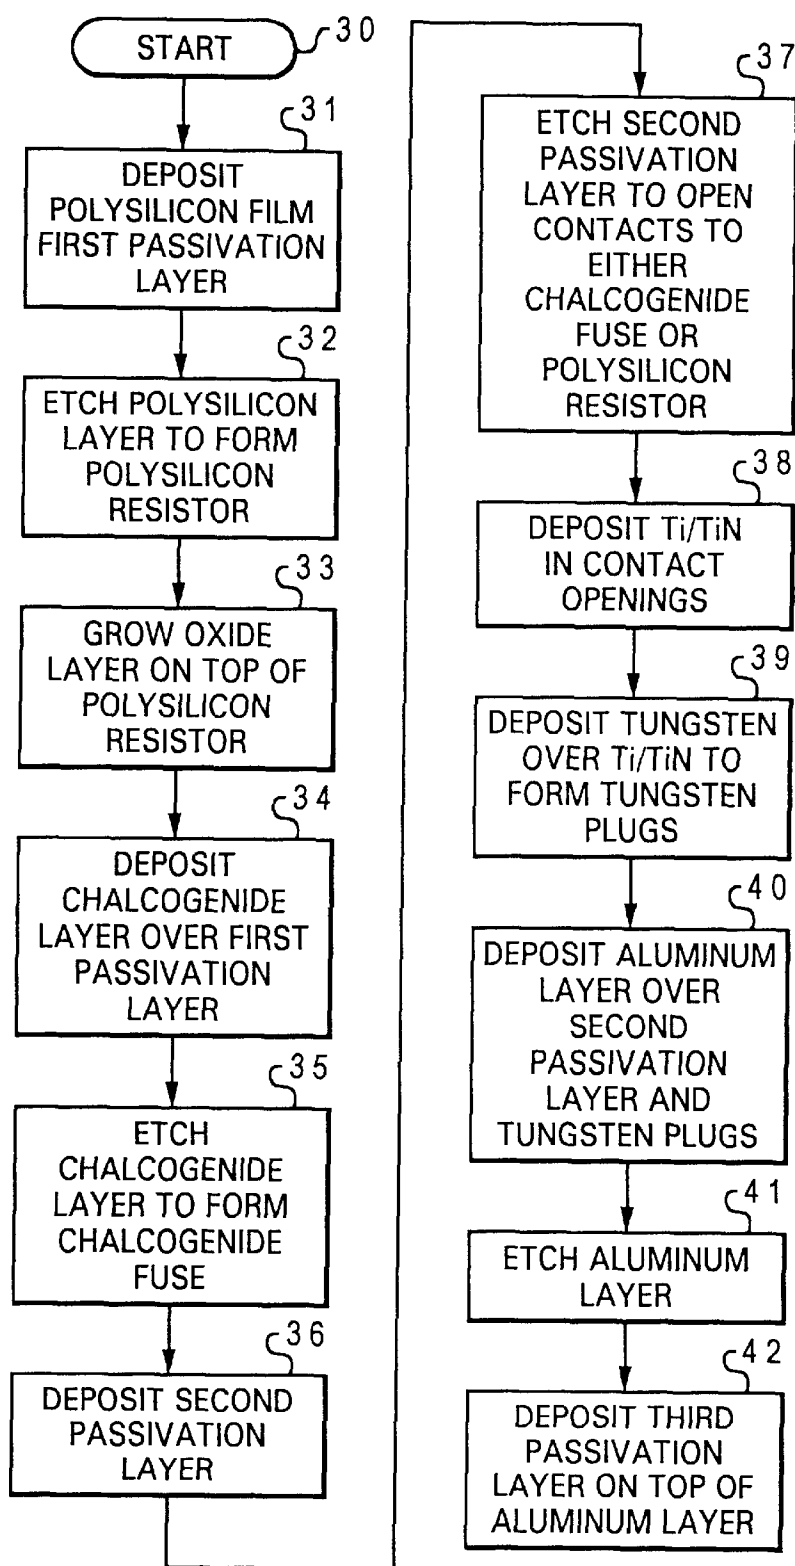 START
30
31
DEPOSIT
POLYSILICON FILM
FIRST PASSIVATION
LAYER
32
ETCH POLYSILICON
LAYER TO FORM
POLYSILICON
RESISTOR
33
GROW OXIDE
LAYER ON TOP OF
POLYSILICON
RESISTOR
34
DEPOSIT
CHALCOGENIDE
LAYER OVER FIRST
PASSIVATION
LAYER
35
ETCH
CHALCOGENIDE
LAYER TO FORM
CHALCOGENIDE
FUSE
36
DEPOSIT SECOND
PASSIVATION
LAYER
37
ETCH SECOND
PASSIVATION
LAYER TO OPEN
CONTACTS TO
EITHER
CHALCOGENIDE
FUSE OR
POLYSILICON
RESISTOR
38
DEPOSIT Ti/TiN
IN CONTACT
OPENINGS
39
DEPOSIT TUNGSTEN
OVER Ti/TiN TO
FORM TUNGSTEN
PLUGS
40
DEPOSIT ALUMINUM
LAYER OVER
SECOND
PASSIVATION
LAYER AND
TUNGSTEN PLUGS
41
ETCH ALUMINUM
LAYER
42
DEPOSIT THIRD
PASSIVATION
LAYER ON TOP OF
ALUMINUM LAYER